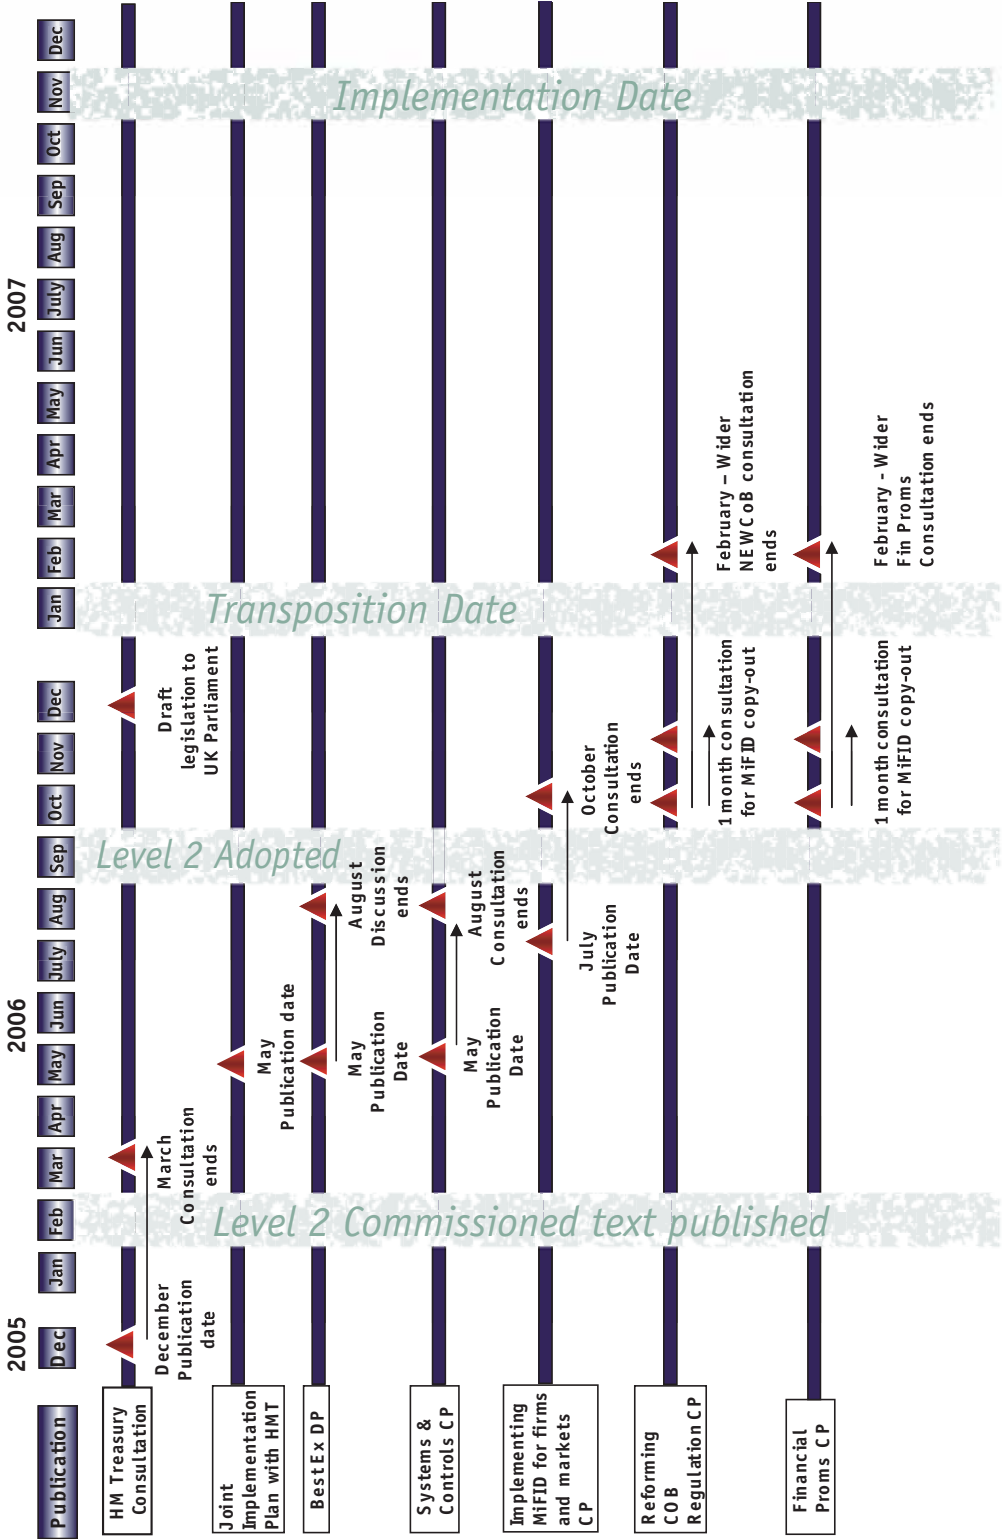 2005
2006
2007
Publication
Dec
Jan
Feb
Mar
Apr
May
Jun
July
Aug
Sep
Oct
Nov
Dec
Jan
Feb
Mar
Apr
May
Jun
July
Aug
Sep
Oct
Nov
Dec
Level 2 Commissioned text published
Level 2 Adopted
Transposition Date
Implementation Date
HM Treasury
Consultation
December
Publication
date
March
Consultation
ends
Draft
legislation to
UK Parliament
Joint
Implementation
Plan with HMT
May
Publication date
Best Ex DP
May
Publication
Date
August
Discussion
ends
Systems &
Controls CP
May
Publication
Date
August
Consultation
ends
Implementing
MiFID for firms
and markets
CP
July
Publication
Date
October
Consultation
ends
Reforming
COB
Regulation CP
1 month consultation
for MiFID copy-out
February – Wider
NEWCoB consultation
ends
Financial
Proms CP
1 month consultation
for MiFID copy-out
February - Wider
Fin Proms
Consultation ends